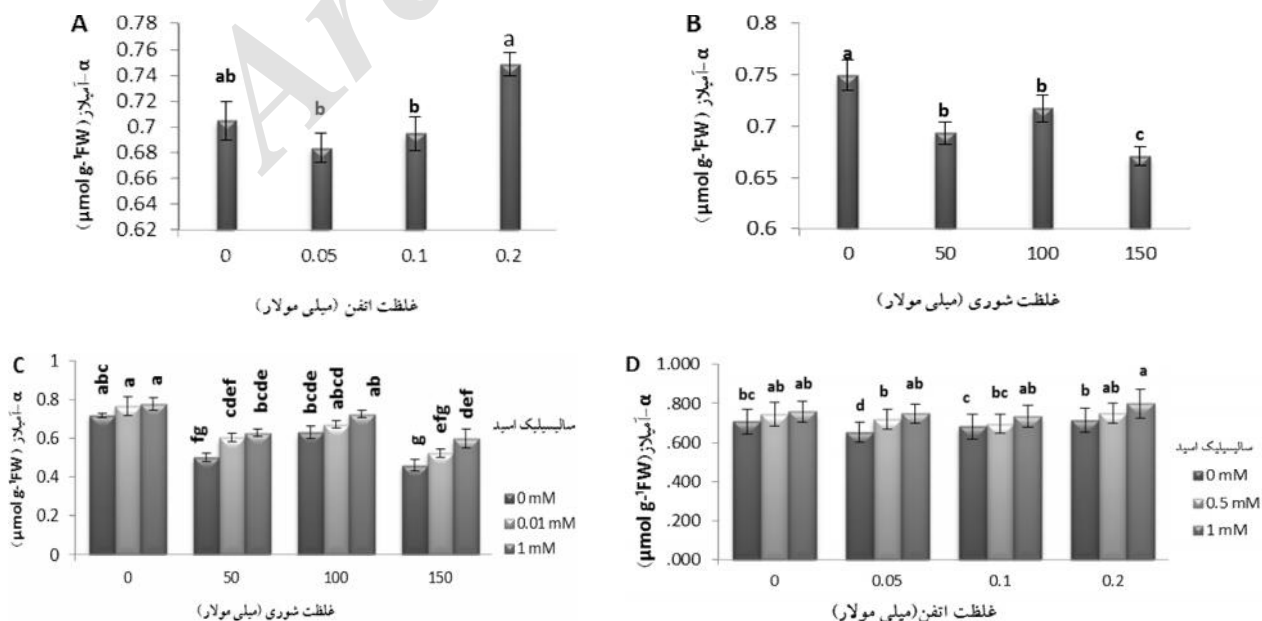 A
α-آمیلاز (μmol g-¹FW)
0.78
0.76
0.74
0.72
0.7
0.68
0.66
0.64
0.62
ab
b
b
a
0
0.05
0.1
0.2
غلظت اتفن (میلی مولار)
B
α-آمیلاز (μmol g-¹FW)
0.8
0.75
0.7
0.65
0.6
a
b
b
c
0
50
100
150
غلظت شوری (میلی مولار)
C
α-آمیلاز (μmol g-¹FW)
1
0.8
0.6
0.4
0.2
0
abc
a
a
fg
cdef
bcde
bcde
abcd
ab
g
efg
def
0
50
100
150
غلظت شوری (میلی مولار)
سالیسیلیک اسید
0 mM
0.01 mM
1 mM
D
α-آمیلاز (μmol g-¹FW)
1.000
.800
.600
.400
.200
.000
bc
ab
ab
d
b
ab
c
bc
ab
b
ab
a
0
0.05
0.1
0.2
غلظت اتفن(میلی مولار)
سالیسیلیک اسید
0 mM
0.5 mM
1 mM